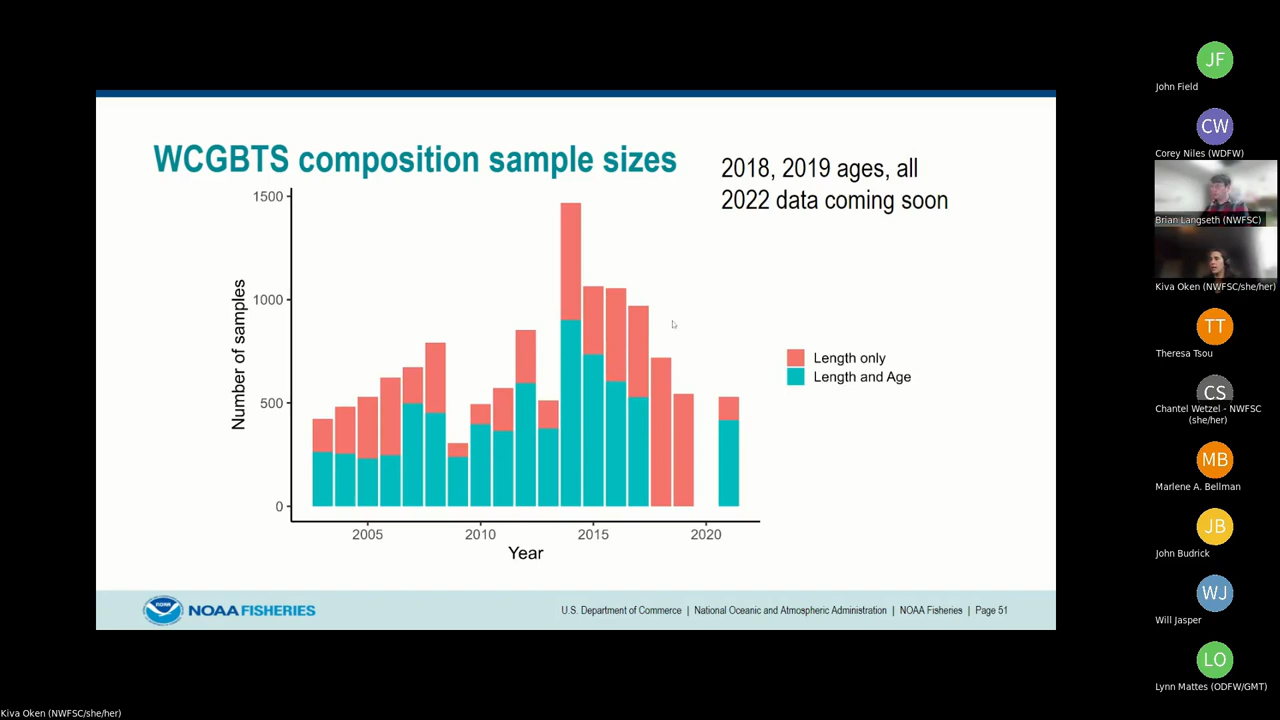 WCGBTS composition sample sizes
2018, 2019 ages, all
2022 data coming soon
1500
1000
500
0
Number of samples
2005
2010
2015
2020
Year
Length only
Length and Age
NOAA FISHERIES
U.S. Department of Commerce | National Oceanic and Atmospheric Administration | NOAA Fisheries | Page 51
JF
John Field
CW
Corey Niles (WDFW)
Brian Langseth (NWFSC)
Kiva Oken (NWFSC/she/her)
TT
Theresa Tsou
CS
Chantel Wetzel - NWFSC
(she/her)
MB
Marlene A. Bellman
JB
John Budrick
WJ
Will Jasper
LO
Lynn Mattes (ODFW/GMT)
Kiva Oken (NWFSC/she/her)